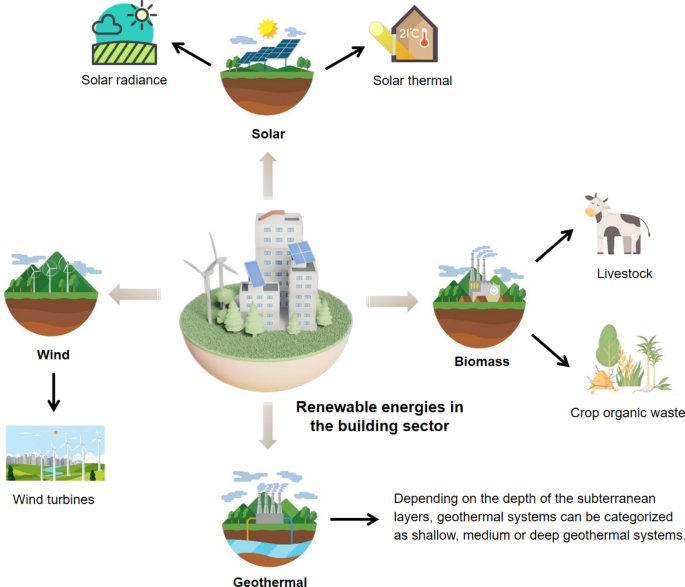 21°C
Solar radiance
Solar thermal
Solar
Livestock
Wind
Biomass
Renewable energies in
the building sector
Crop organic waste
Wind turbines
Depending on the depth of the subterranean
layers, geothermal systems can be categorized
as shallow, medium or deep geothermal systems.
Geothermal